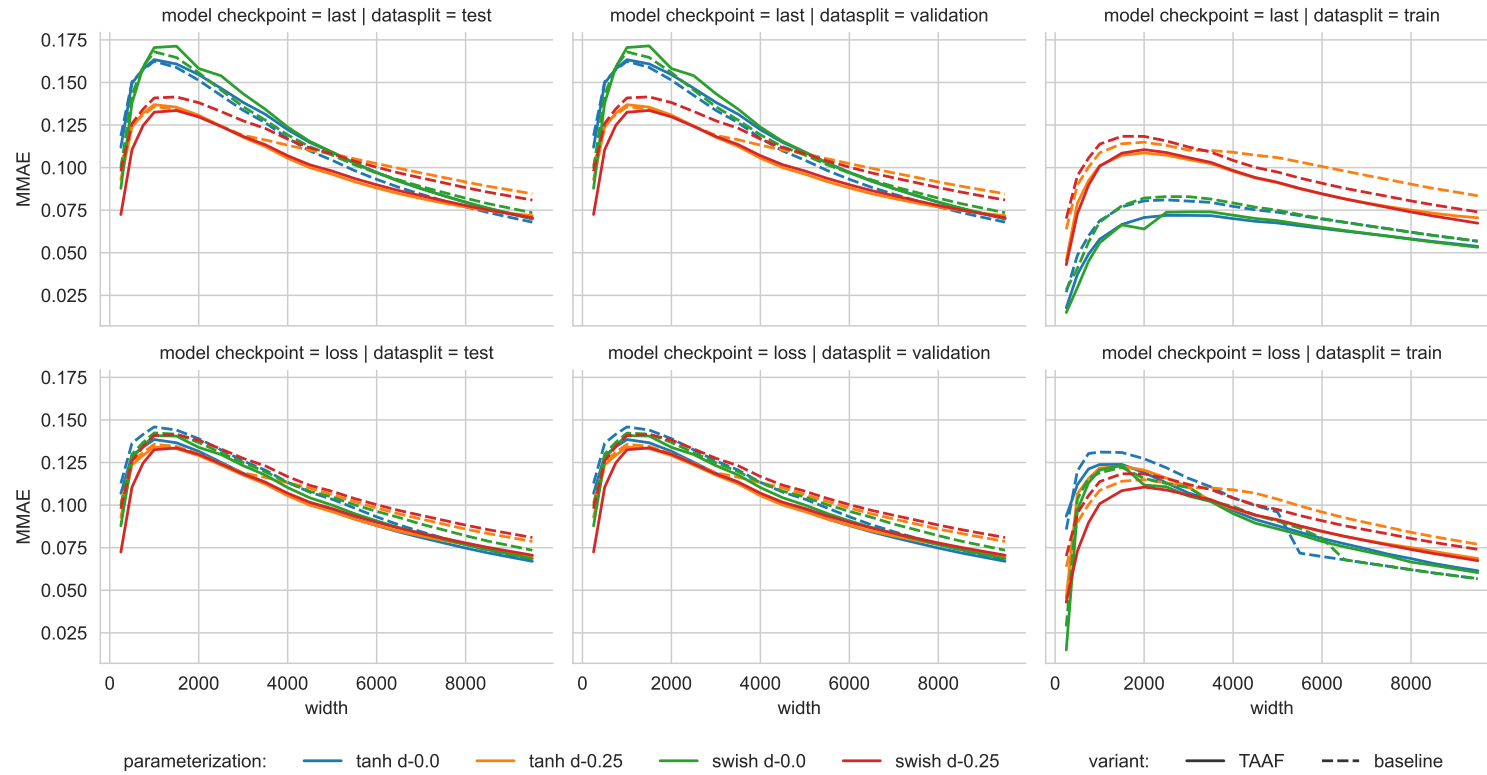 model checkpoint = last | datasplit = test
model checkpoint = last | datasplit = validation
model checkpoint = last | datasplit = train
0.175
0.150
0.125
0.100
0.075
0.050
0.025
MMAE
model checkpoint = loss | datasplit = test
model checkpoint = loss | datasplit = validation
model checkpoint = loss | datasplit = train
0.175
0.150
0.125
0.100
0.075
0.050
0.025
MMAE
0 2000 4000 6000 8000
0 2000 4000 6000 8000
0 2000 4000 6000 8000
width
width
width
parameterization: tanh d-0.0 tanh d-0.25 swish d-0.0 swish d-0.25 variant: TAAF baseline